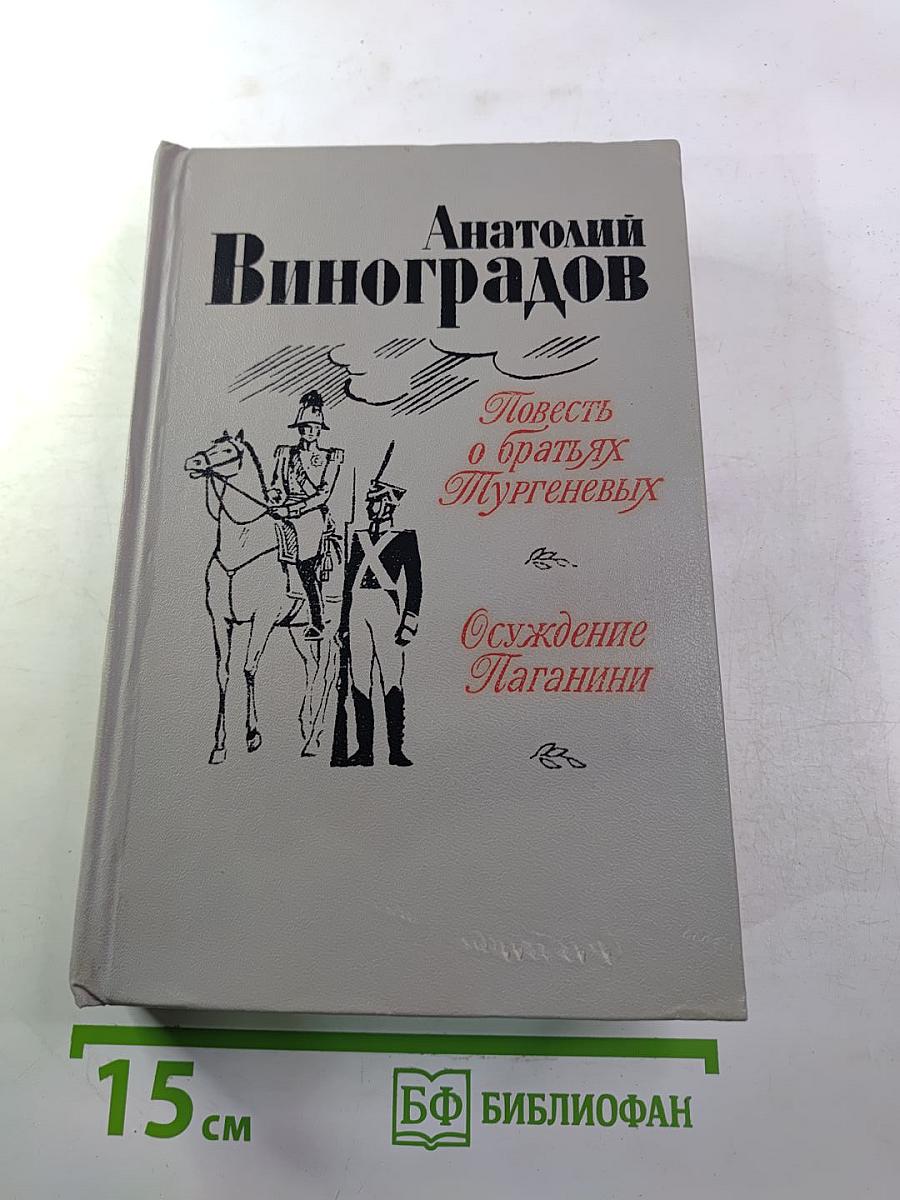 Анатолий
Виноградов
Повесть
о братьях
Тургеневых
Осуждение
Паганини
15 см
БФ БИБЛИОФАН